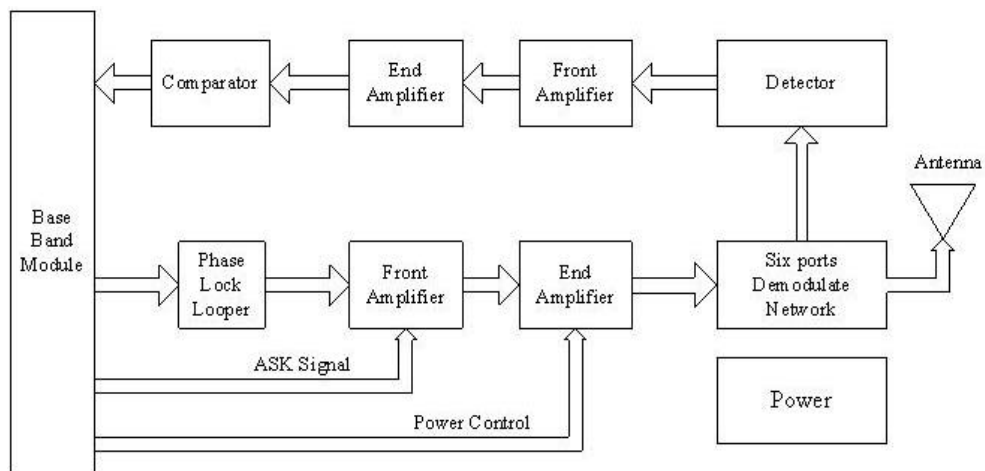 Comparator
End
Amplifier
Front
Amplifier
Detector
Antenna
Base
Band
Module
Phase
Lock
Looper
Front
Amplifier
End
Amplifier
Six ports
Demodulate
Network
ASK Signal
Power Control
Power